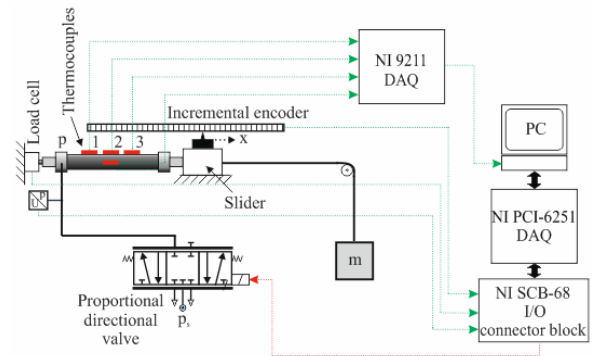 Load cell
Thermocouples
p
1
2
3
Incremental encoder
x
NI 9211
DAQ
PC
NI PCI-6251
DAQ
Slider
U
p
m
Proportional
directional
valve
pₛ
NI SCB-68
I/O
connector block